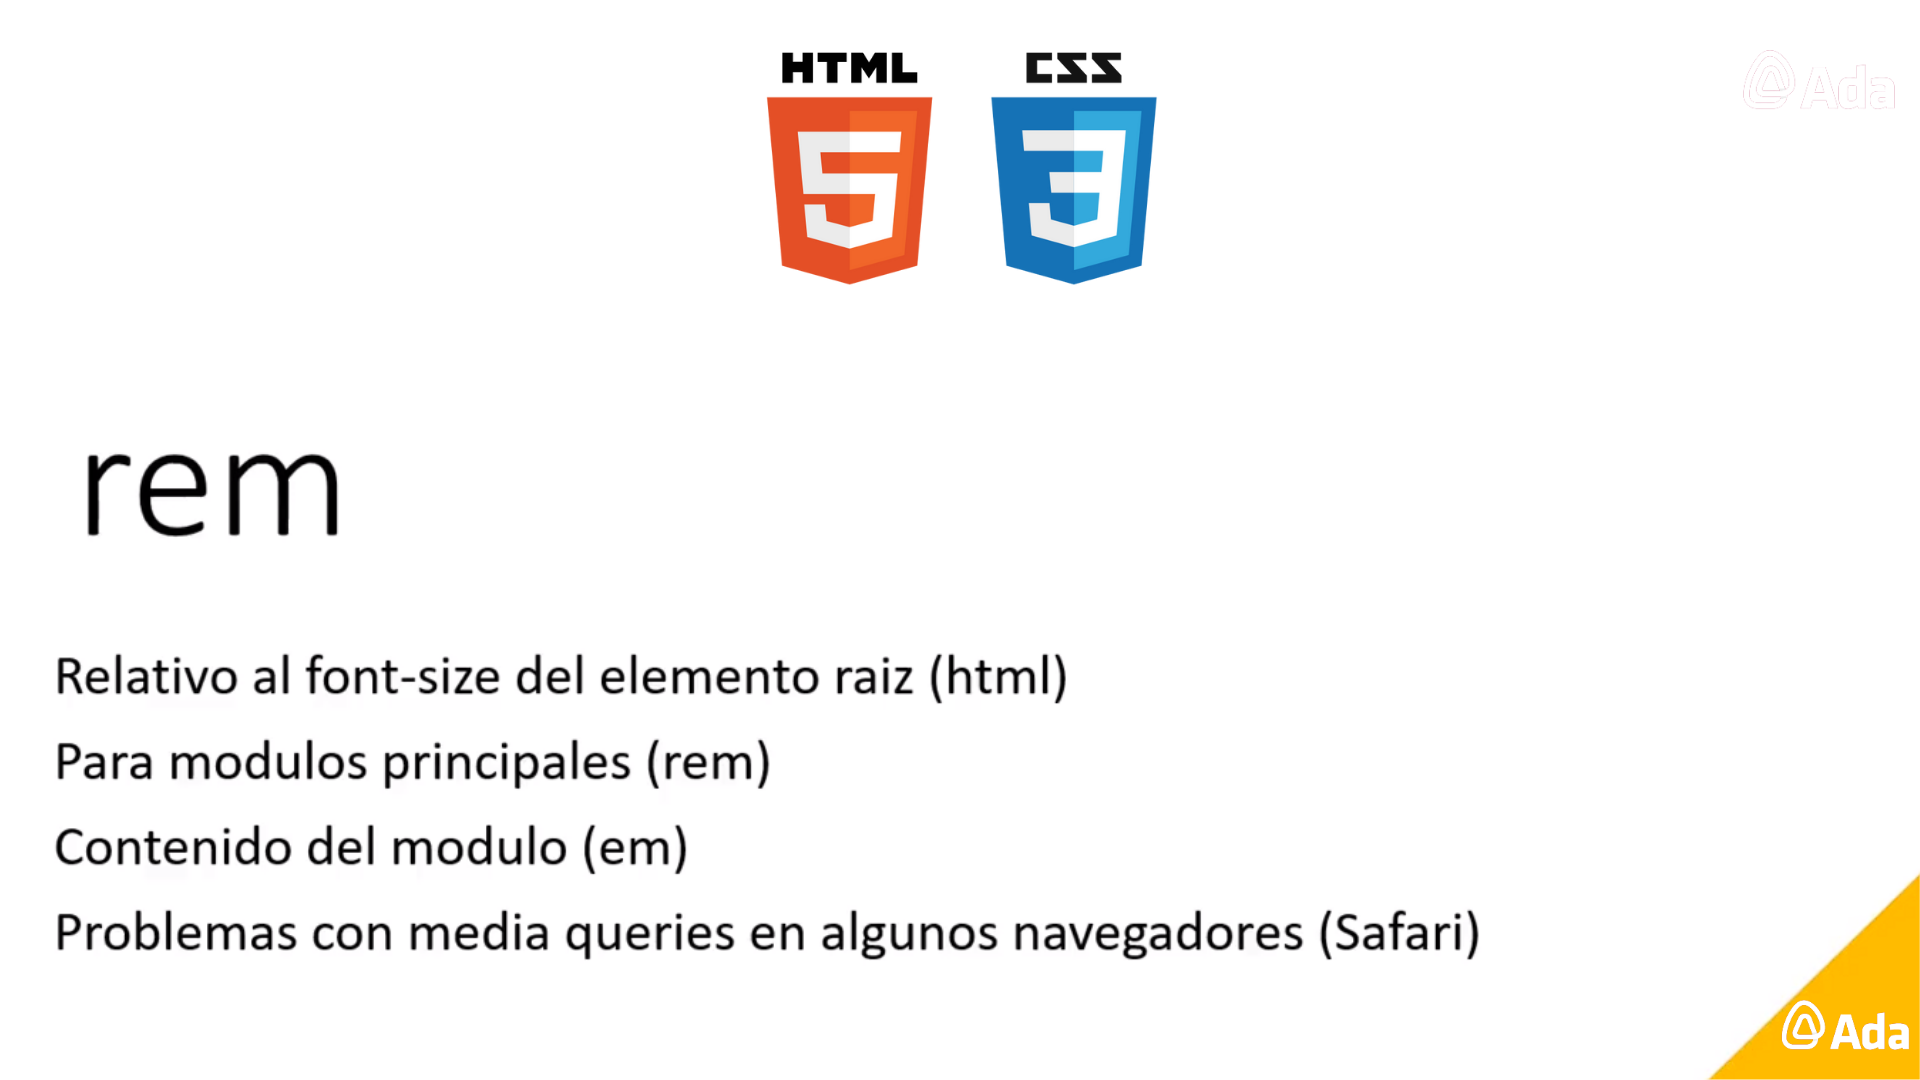 HTML CSS
5 3
Ada
rem
Relativo al font-size del elemento raiz (html)
Para modulos principales (rem)
Contenido del modulo (em)
Problemas con media queries en algunos navegadores (Safari)
Ada